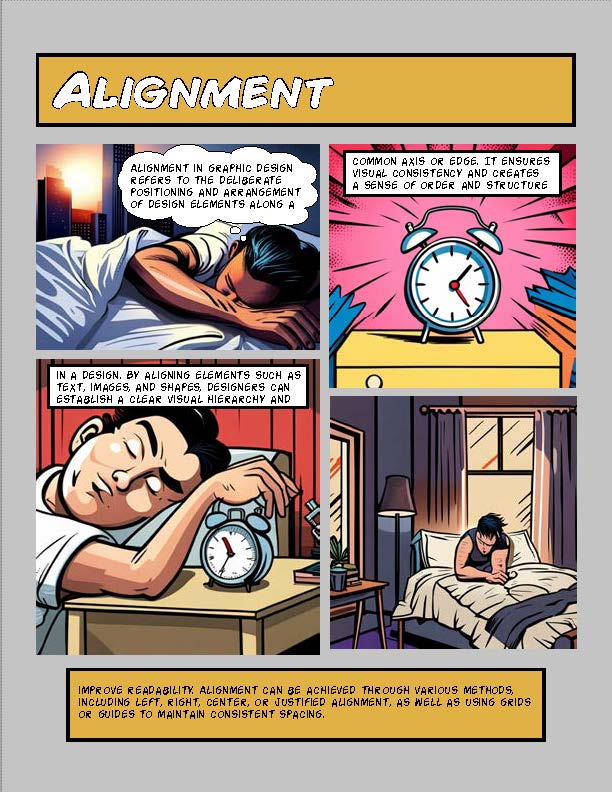 ALIGNMENT
ALIGNMENT IN GRAPHIC DESIGN
REFERS TO THE DELIBERATE
POSITIONING AND ARRANGEMENT
OF DESIGN ELEMENTS ALONG A
COMMON AXIS OR EDGE. IT ENSURES
VISUAL CONSISTENCY AND CREATES
A SENSE OF ORDER AND STRUCTURE
IN A DESIGN. BY ALIGNING ELEMENTS SUCH AS
TEXT, IMAGES, AND SHAPES, DESIGNERS CAN
ESTABLISH A CLEAR VISUAL HIERARCHY AND
IMPROVE READABILITY. ALIGNMENT CAN BE ACHIEVED THROUGH VARIOUS METHODS,
INCLUDING LEFT, RIGHT, CENTER, OR JUSTIFIED ALIGNMENT, AS WELL AS USING GRIDS
OR GUIDES TO MAINTAIN CONSISTENT SPACING.